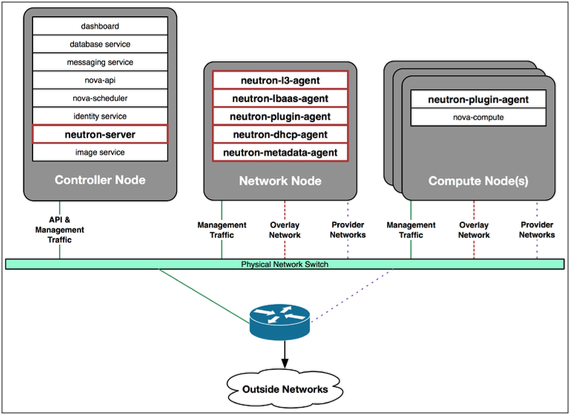 dashboard
database service
messaging service
nova-api
nova-scheduler
identity service
neutron-server
image service
Controller Node
neutron-l3-agent
neutron-lbaas-agent
neutron-plugin-agent
neutron-dhcp-agent
neutron-metadata-agent
Network Node
neutron-plugin-agent
nova-compute
Compute Node(s)
API &
Management
Traffic
Management
Traffic
Overlay
Network
Provider
Networks
Management
Traffic
Overlay
Network
Provider
Networks
Physical Network Switch
Outside Networks